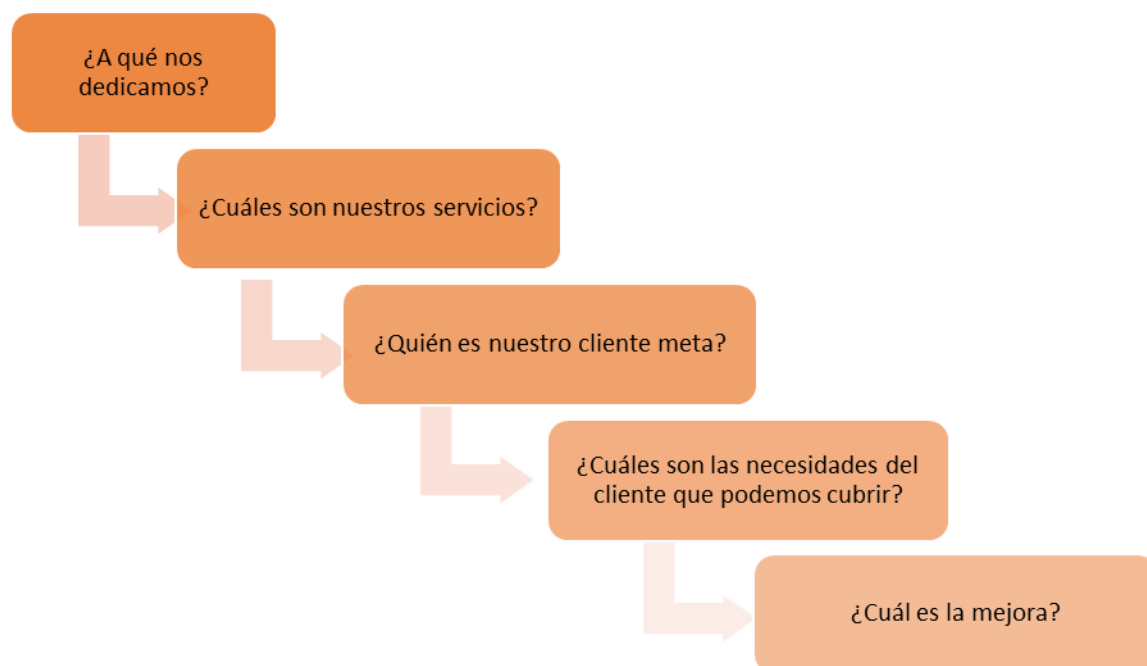 ¿A qué nos
dedicamos?
¿Cuáles son nuestros servicios?
¿Quién es nuestro cliente meta?
¿Cuáles son las necesidades del
cliente que podemos cubrir?
¿Cuál es la mejora?